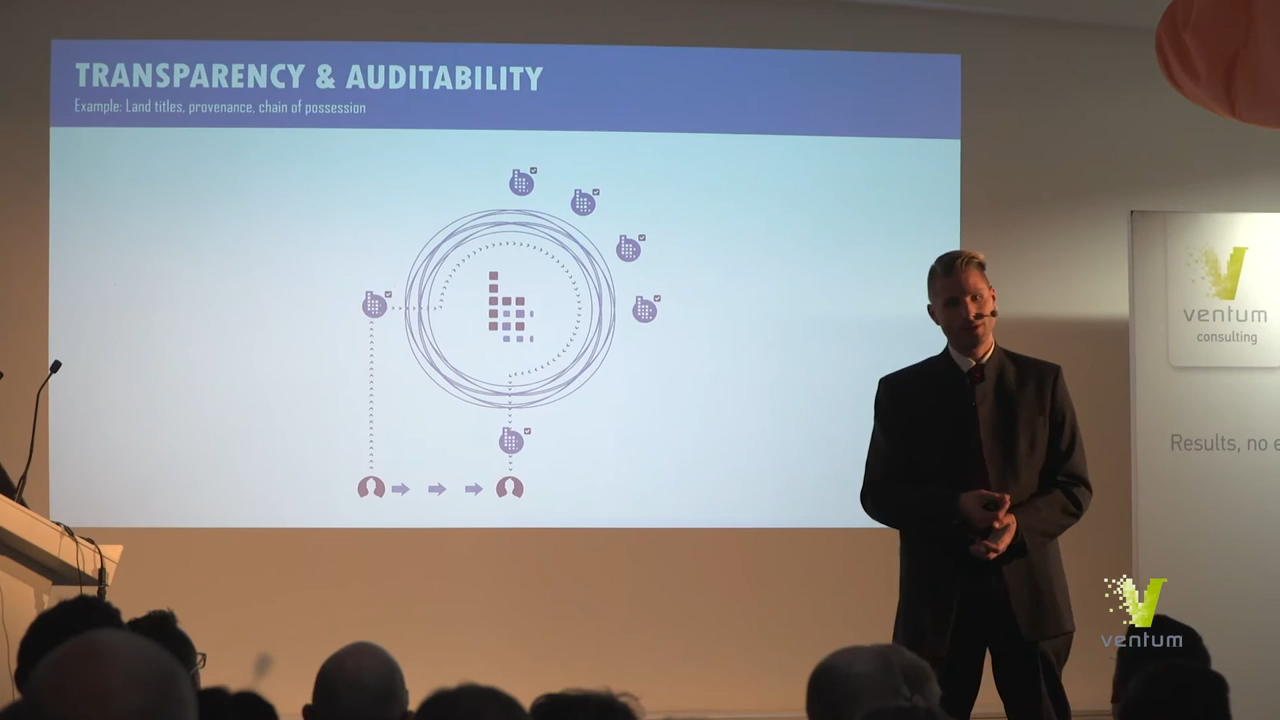 TRANSPARENCY & AUDITABILITY
Example: Land titles, provenance, chain of possession
ventum
consulting
Results, no
ventum